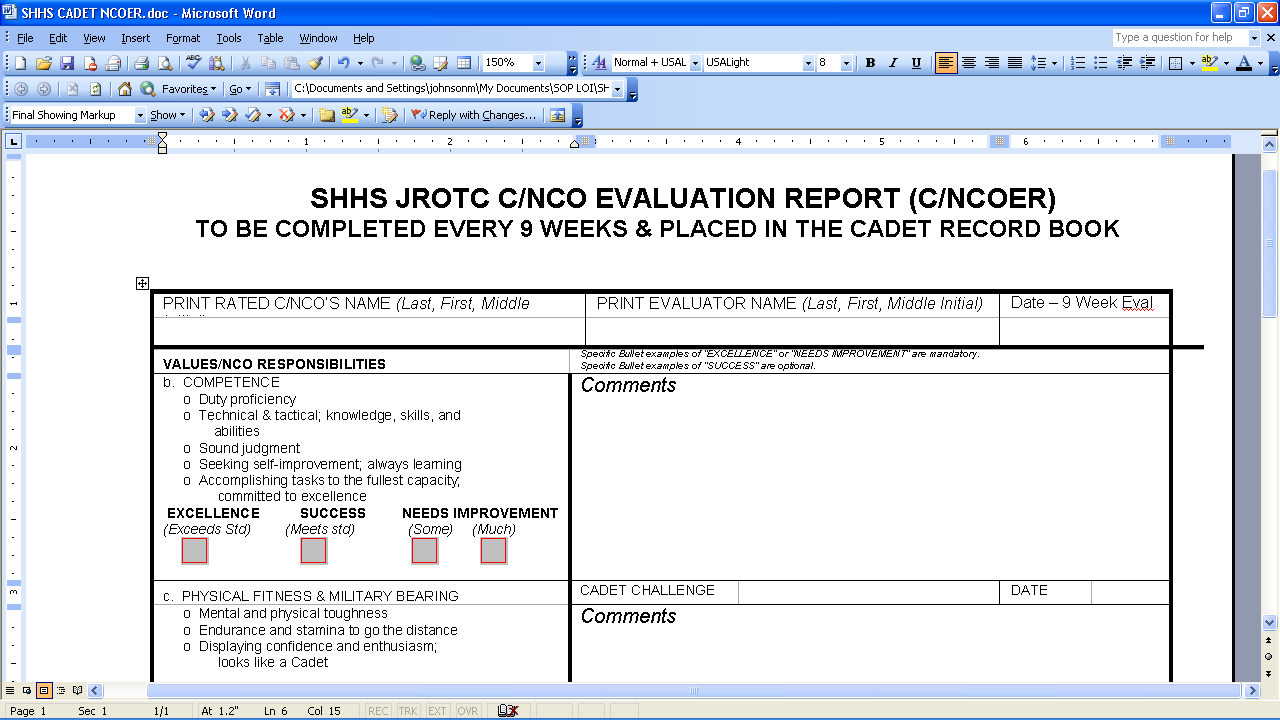 SHHS CADET NCOER.doc - Microsoft Word
File Edit View Insert Format Tools Table Window Help
Type a question for help
150% Normal + USAL USALight 8 B I U
Favorites Go C:\Documents and Settings\johnsonm\My Documents\SOP LOI\SH
Final Showing Markup Show Reply with Changes...
1 2 4 5 6
SHHS JROTC C/NCO EVALUATION REPORT (C/NCOER)
TO BE COMPLETED EVERY 9 WEEKS & PLACED IN THE CADET RECORD BOOK
PRINT RATED C/NCO'S NAME (Last, First, Middle
PRINT EVALUATOR NAME (Last, First, Middle Initial)
Date – 9 Week Eval
VALUES/NCO RESPONSIBILITIES
Specific Bullet examples of "EXCELLENCE" or "NEEDS IMPROVEMENT" are mandatory.
Specific Bullet examples of "SUCCESS" are optional.
b. COMPETENCE
o Duty proficiency
o Technical & tactical; knowledge, skills, and
abilities
o Sound judgment
o Seeking self-improvement; always learning
o Accomplishing tasks to the fullest capacity;
committed to excellence
EXCELLENCE SUCCESS NEEDS IMPROVEMENT
(Exceeds Std) (Meets std) (Some) (Much)
Comments
c. PHYSICAL FITNESS & MILITARY BEARING
CADET CHALLENGE
DATE
o Mental and physical toughness
o Endurance and stamina to go the distance
o Displaying confidence and enthusiasm;
looks like a Cadet
Comments
1
2
3
Page 1 Sec 1 1/1 At 1.2" Ln 6 Col 15 REC TRK EXT OVR